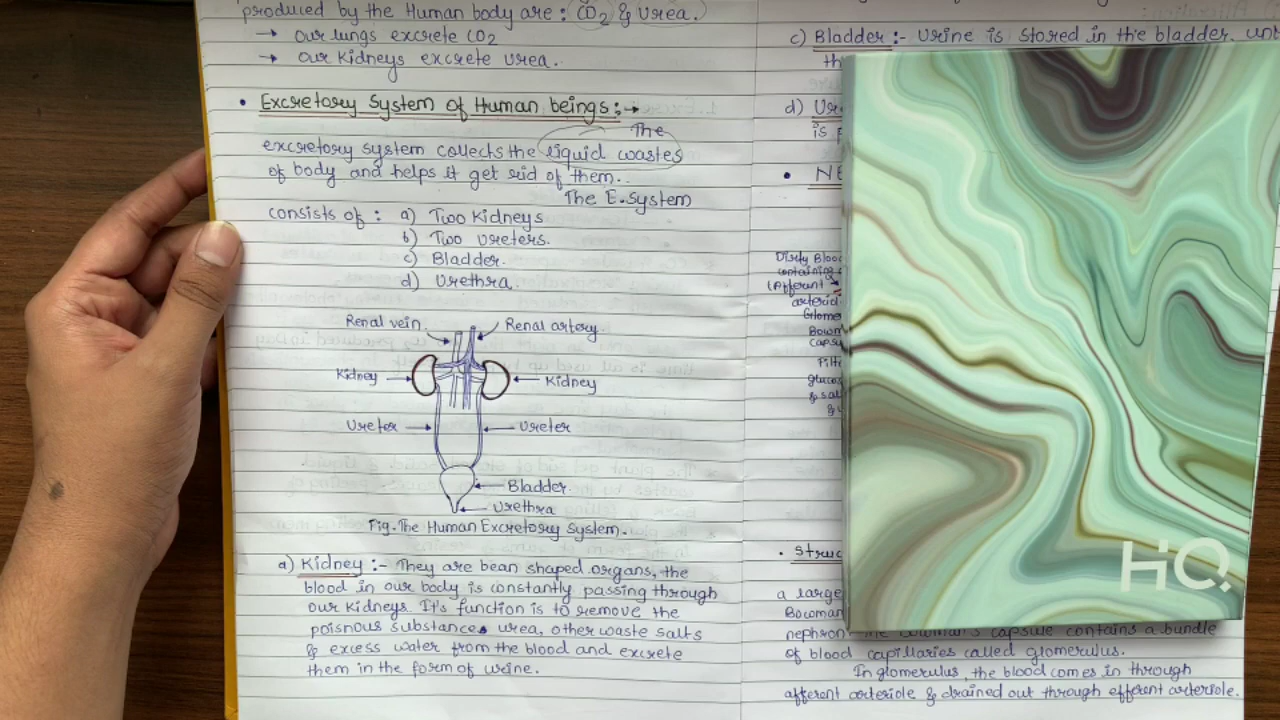 produced by the Human body are : CO2 & Urea.
→ our lungs excrete CO2
→ our Kidneys excrete urea.
• Excretory System of Human beings :→
The
excretory system collects the liquid wastes
of body and helps it get rid of them.
The E.System
consists of : a) Two Kidneys
b) Two Ureters.
c) Bladder.
d) Urethra.
Renal vein. Renal artery.
Kidney Kidney
Ureter Ureter
Bladder.
Urethra
Fig. The Human Excretory System.
a) Kidney :- They are bean shaped organs, the
blood in our body is constantly passing through
our Kidneys. It's function is to remove the
poisnous substances urea, other waste salts
& excess water from the blood and excrete
them in the form of urine.
c) Bladder :- Urine is stored in the bladder
d)
is
•
Dirty Blood
containing
(Afferent
• Struc
a large
Bowman
nephron capsule contains a bundle
of blood capillaries called glomerulus.
In glomerulus, the blood comes in through
afferent arteriole & drained out through efferent arteriole.
HQ